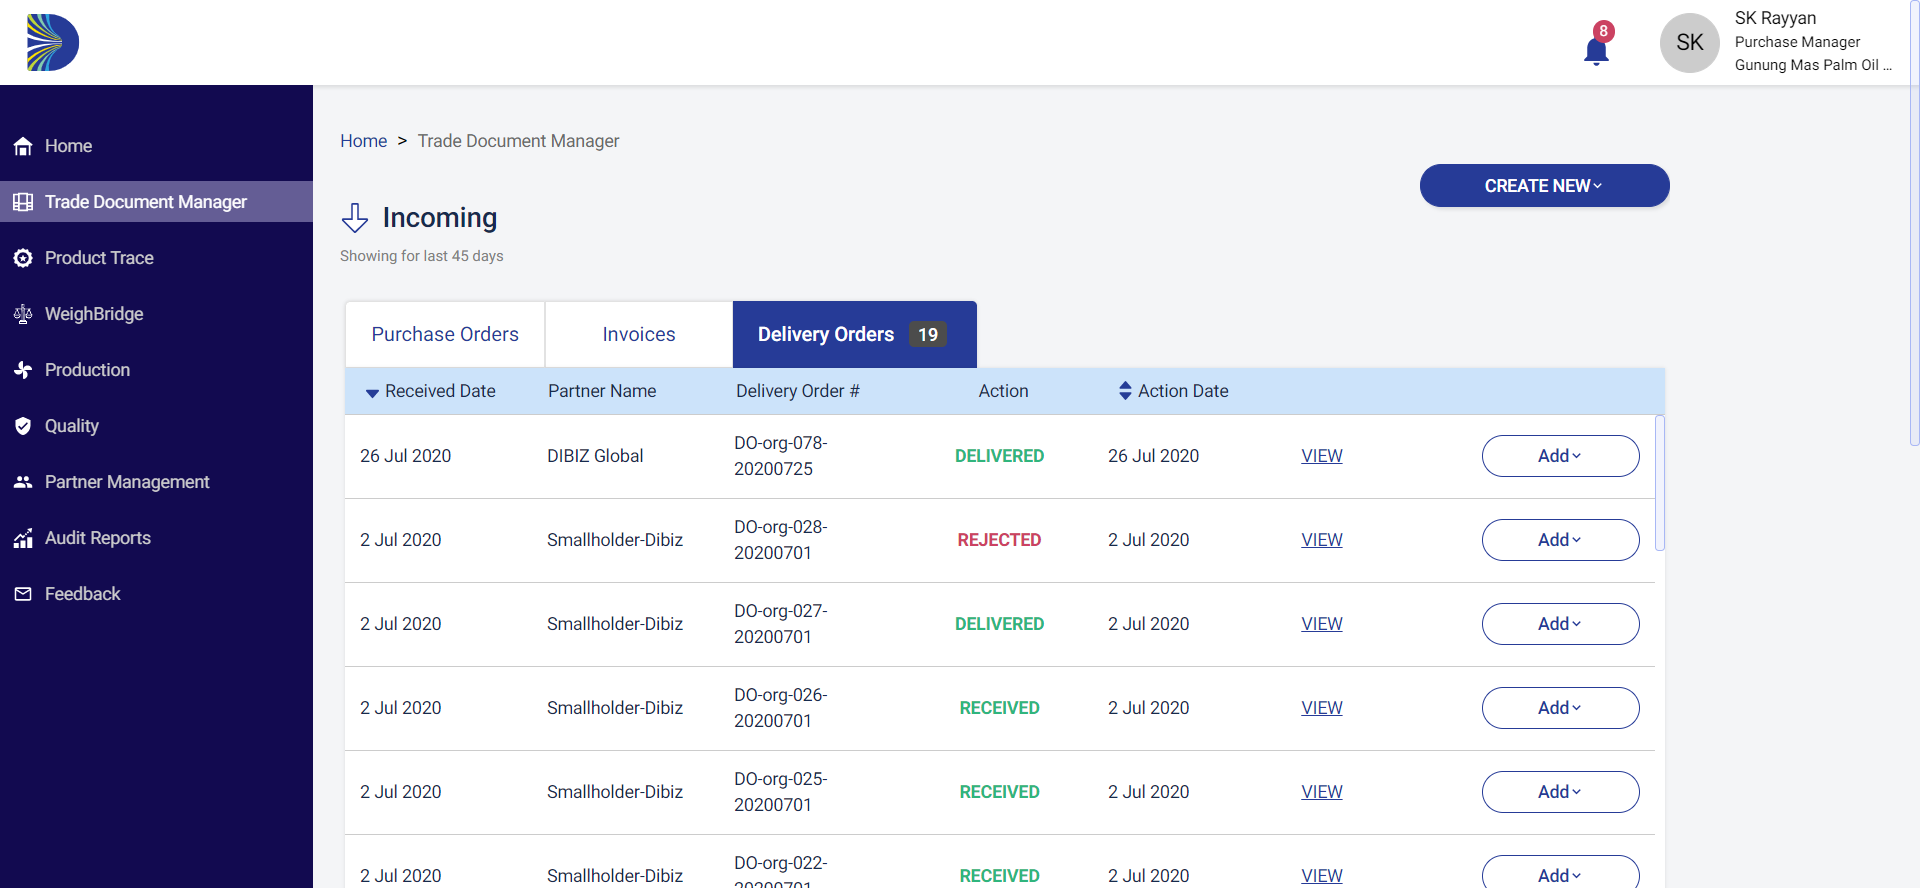 8
SK
SK Rayyan
Purchase Manager
Gunung Mas Palm Oil ...
Home
Trade Document Manager
Product Trace
WeighBridge
Production
Quality
Partner Management
Audit Reports
Feedback
Home > Trade Document Manager
CREATE NEW
Incoming
Showing for last 45 days
Purchase Orders Invoices Delivery Orders 19
Received Date Partner Name Delivery Order # Action Action Date
26 Jul 2020 DIBIZ Global DO-org-078-
20200725 DELIVERED 26 Jul 2020 VIEW Add
2 Jul 2020 Smallholder-Dibiz DO-org-028-
20200701 REJECTED 2 Jul 2020 VIEW Add
2 Jul 2020 Smallholder-Dibiz DO-org-027-
20200701 DELIVERED 2 Jul 2020 VIEW Add
2 Jul 2020 Smallholder-Dibiz DO-org-026-
20200701 RECEIVED 2 Jul 2020 VIEW Add
2 Jul 2020 Smallholder-Dibiz DO-org-025-
20200701 RECEIVED 2 Jul 2020 VIEW Add
2 Jul 2020 Smallholder-Dibiz DO-org-022-
RECEIVED 2 Jul 2020 VIEW Add